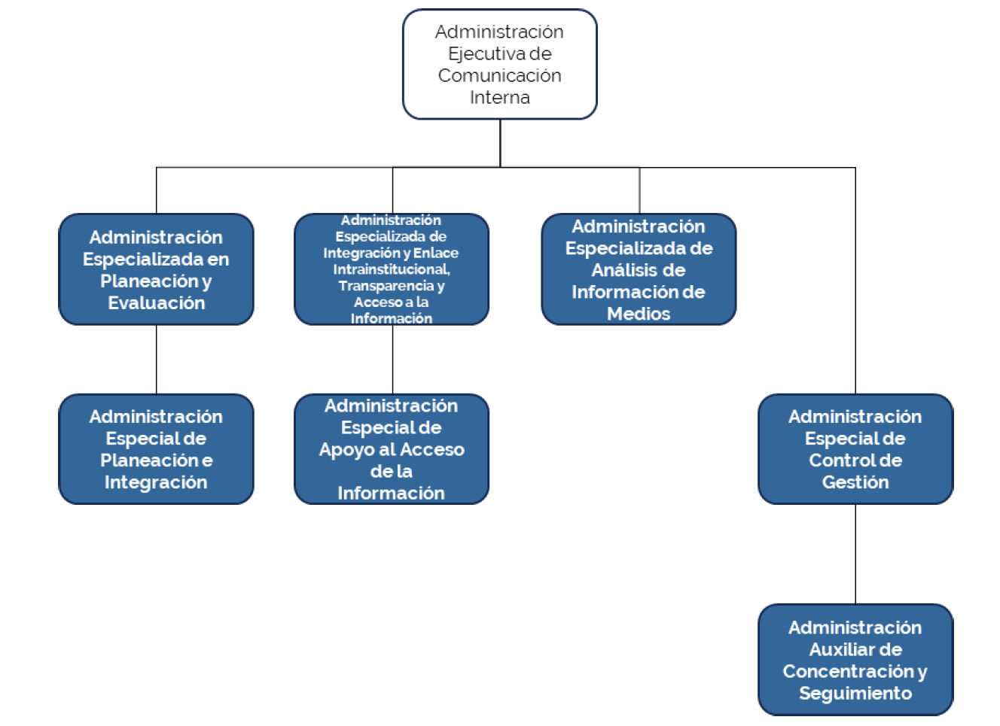 Administración
Ejecutiva de
Comunicación
Interna
Administración
Especializada en
Planeación y
Evaluación
Administración
Especializada de
Integración y Enlace
Intrainstitucional,
Transparencia y
Acceso a la
Información
Administración
Especializada de
Análisis de
Información de
Medios
Administración
Especial de
Planeación e
Integración
Administración
Especial de
Apoyo al Acceso
de la
Información
Administración
Especial de
Control de
Gestión
Administración
Auxiliar de
Concentración y
Seguimiento